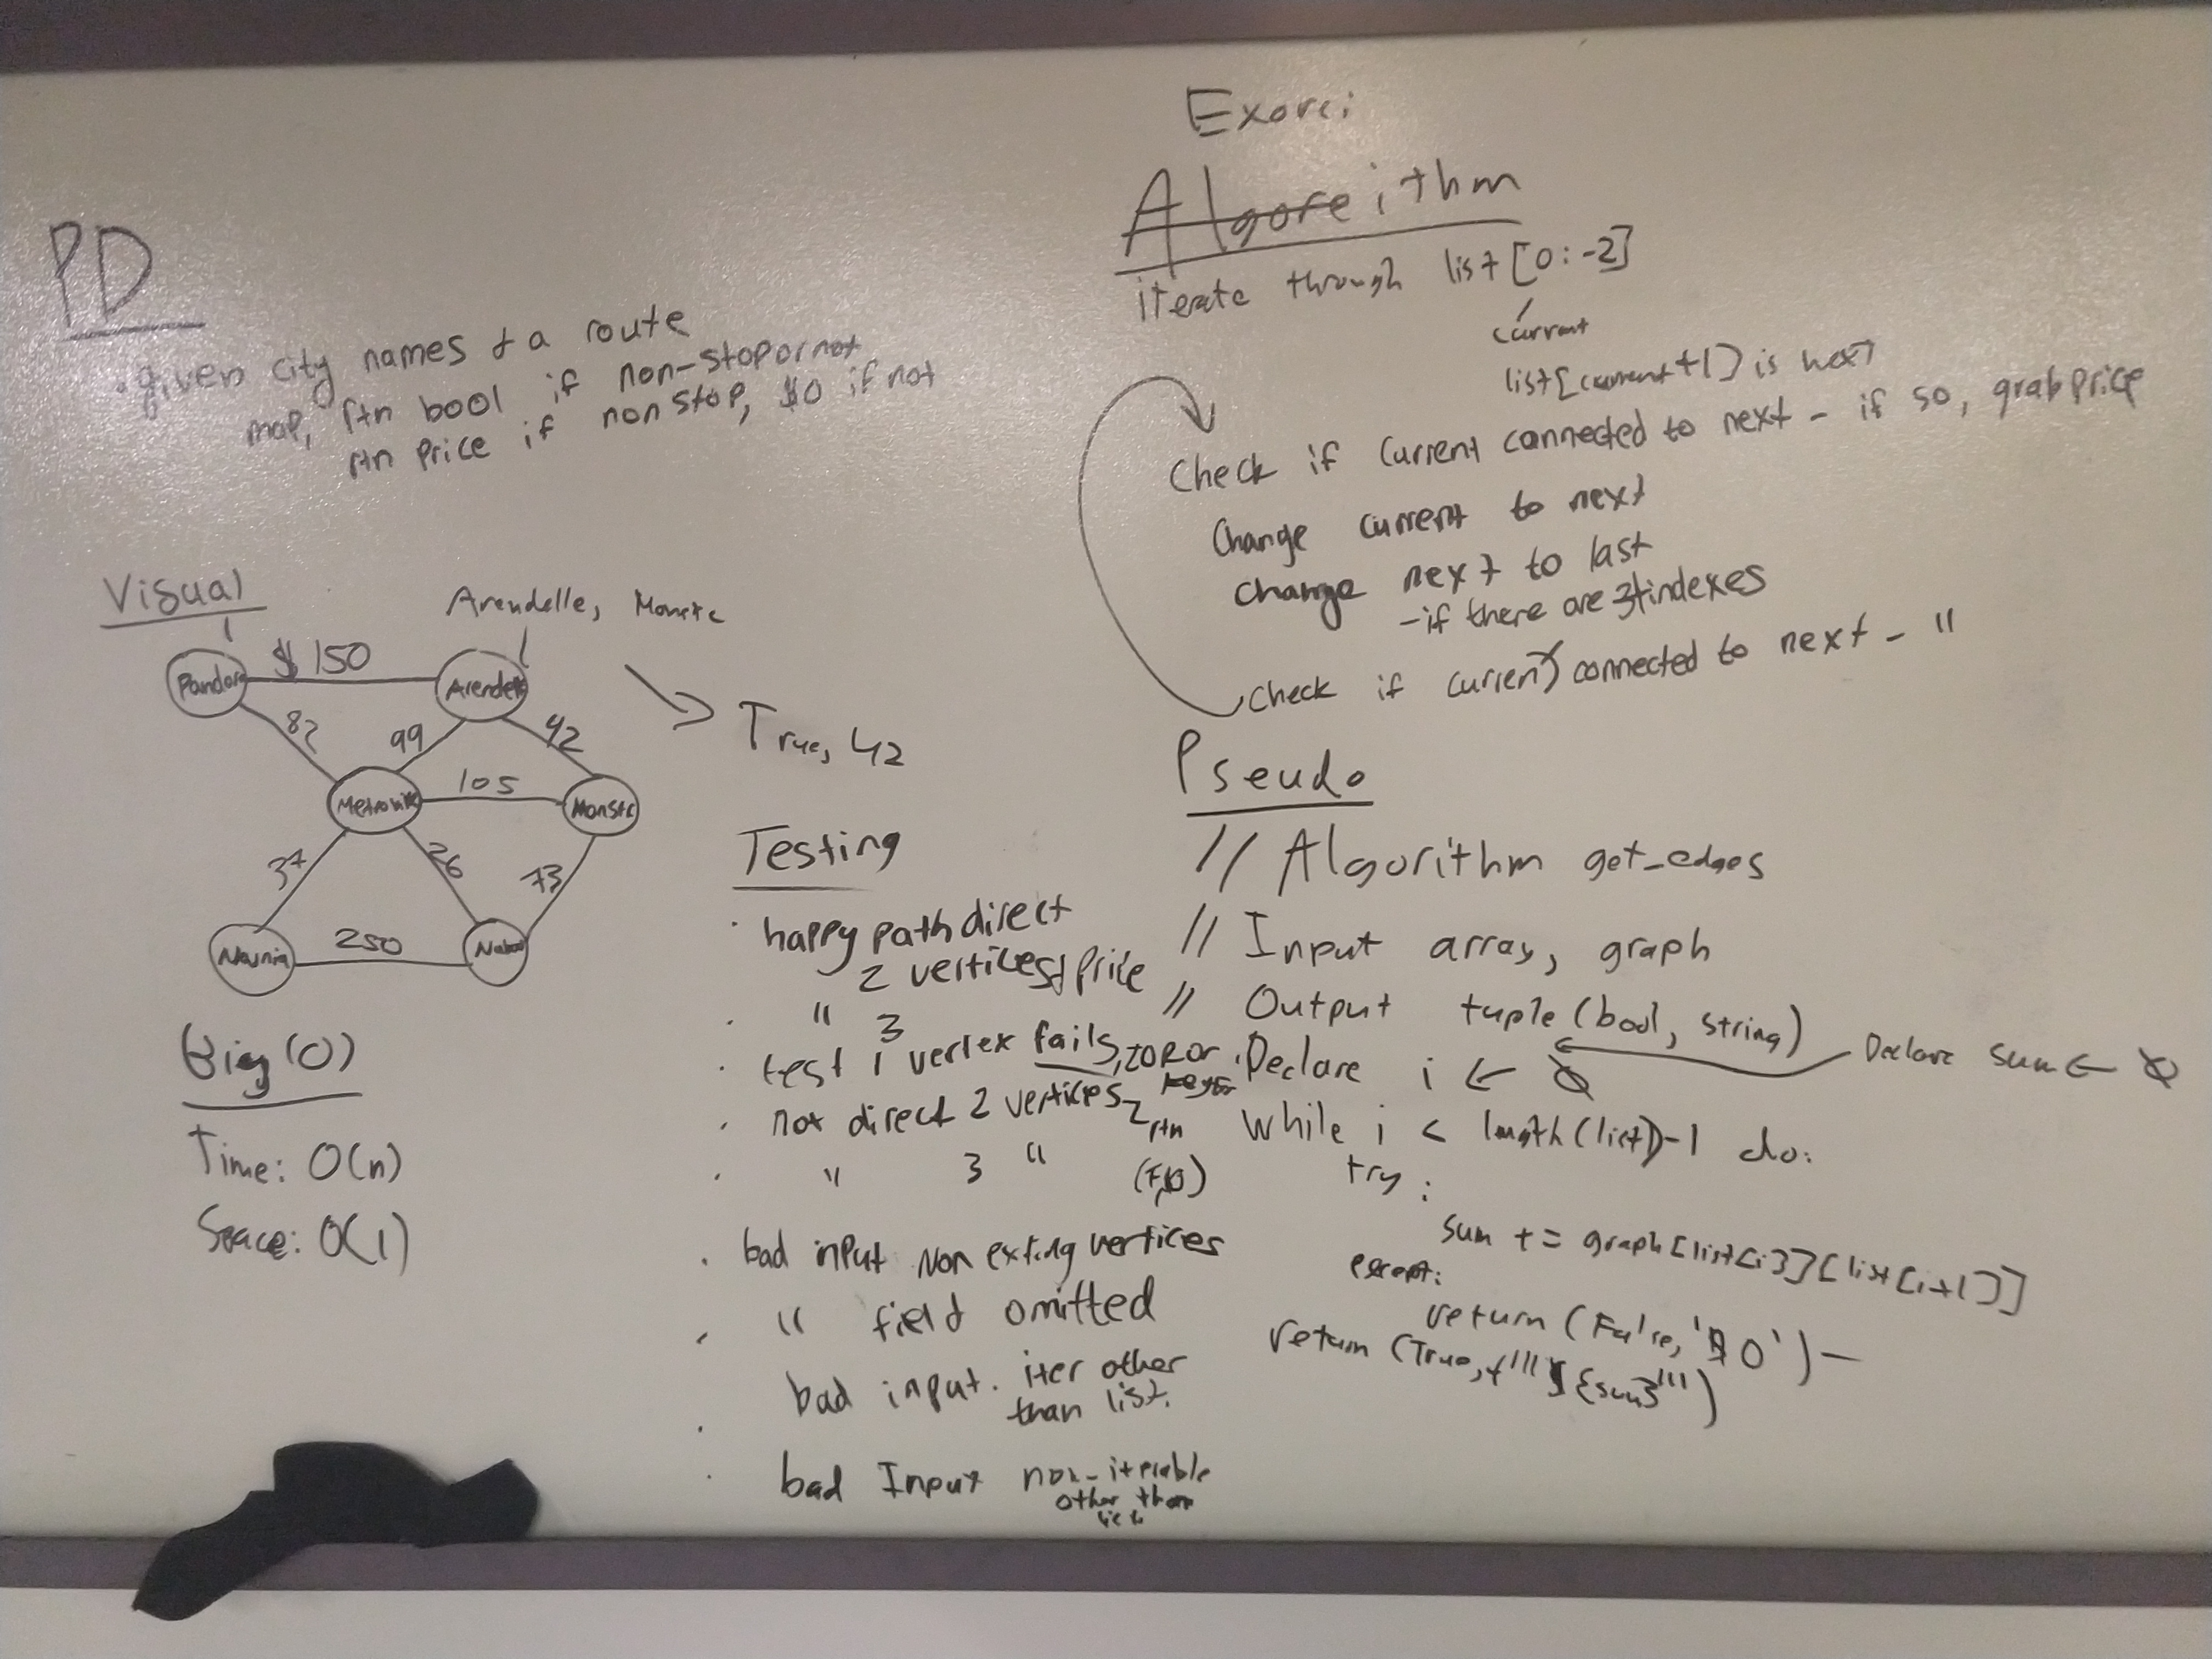 PD
· given city names + a route
map, rtn bool if non-stop or not
rtn price if non stop, $0 if not
Visual
Arendelle, Monstr
Pandora
$150
Arendelle
82
99
42
Metrovill
105
Monstr
True, 42
37
26
73
Narnia
250
Naboo
Big (O)
Time: O(n)
Space: O(1)
Testing
· happy path direct
2 vertices + price
· " 3
· test 1 vertex fails, zor or
· not direct 2 vertices
rtn
· " 3 "
(F,0)
· bad input Non exting vertices
· " field omitted
bad input. iter other
than list.
· bad Input non-iterable
other than
list
Exorci
Algoreithm
iterate through list [0:-2]
current
list[current+1] is next
Check if current connected to next - if so, grab price
Change current to next
change next to last
- if there are 3+ indexes
check if current connected to next - "
Pseudo
// Algorithm get_edges
// Input array, graph
// Output tuple (bool, string)
Declare i ← 0
Declare sum ← 0
while i < length(list)-1 do:
try:
sum += graph[list[i]][list[i+1]]
except:
return (False, '$0') -
return (True, f'''${sum}''')